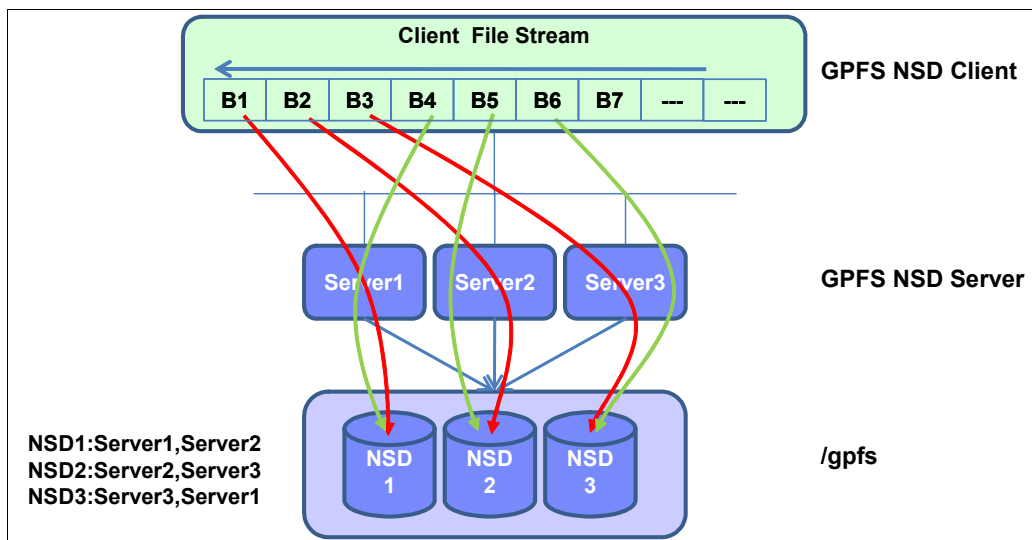 Client File Stream
GPFS NSD Client
B1 B2 B3 B4 B5 B6 B7 --- ---
Server1 Server2 Server3
GPFS NSD Server
NSD1:Server1,Server2
NSD2:Server2,Server3
NSD3:Server3,Server1
NSD
1
NSD
2
NSD
3
/gpfs